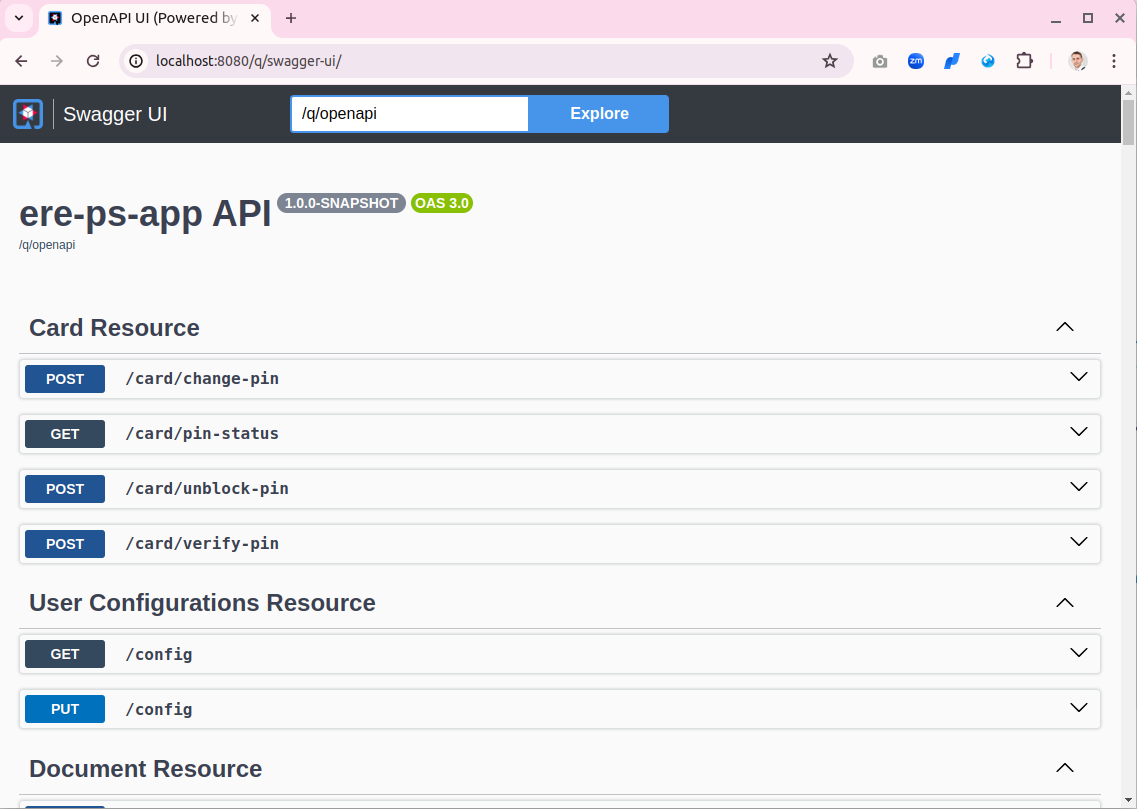 OpenAPI UI (Powered by
localhost:8080/q/swagger-ui/
zm
Swagger UI
/q/openapi
Explore
ere-ps-app API
1.0.0-SNAPSHOT
OAS 3.0
/q/openapi
Card Resource
POST /card/change-pin
GET /card/pin-status
POST /card/unblock-pin
POST /card/verify-pin
User Configurations Resource
GET /config
PUT /config
Document Resource